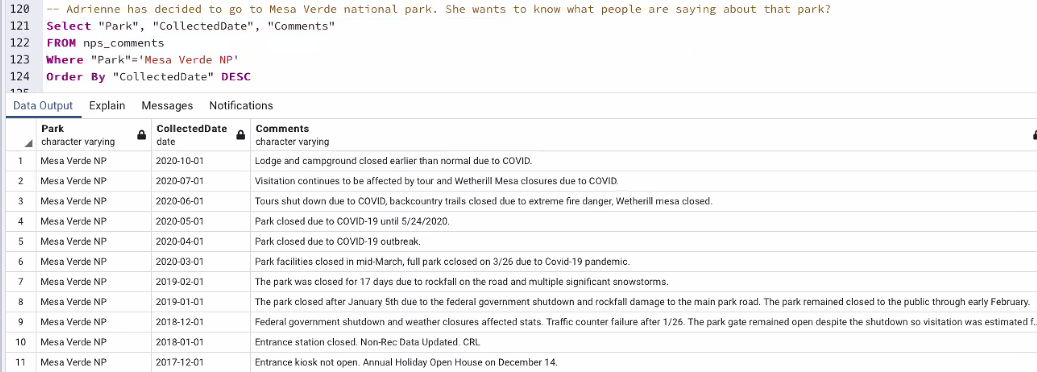 120 -- Adrienne has decided to go to Mesa Verde national park. She wants to know what people are saying about that park?
121 Select "Park", "CollectedDate", "Comments"
122 FROM nps_comments
123 Where "Park"='Mesa Verde NP'
124 Order By "CollectedDate" DESC
Data Output Explain Messages Notifications
Park CollectedDate Comments
character varying date character varying
1 Mesa Verde NP 2020-10-01 Lodge and campground closed earlier than normal due to COVID.
2 Mesa Verde NP 2020-07-01 Visitation continues to be affected by tour and Wetherill Mesa closures due to COVID.
3 Mesa Verde NP 2020-06-01 Tours shut down due to COVID, backcountry trails closed due to extreme fire danger, Wetherill mesa closed.
4 Mesa Verde NP 2020-05-01 Park closed due to COVID-19 until 5/24/2020.
5 Mesa Verde NP 2020-04-01 Park closed due to COVID-19 outbreak.
6 Mesa Verde NP 2020-03-01 Park facilities closed in mid-March, full park cclosed on 3/26 due to Covid-19 pandemic.
7 Mesa Verde NP 2019-02-01 The park was closed for 17 days due to rockfall on the road and multiple significant snowstorms.
8 Mesa Verde NP 2019-01-01 The park closed after January 5th due to the federal government shutdown and rockfall damage to the main park road. The park remained closed to the public through early February.
9 Mesa Verde NP 2018-12-01 Federal government shutdown and weather closures affected stats. Traffic counter failure after 1/26. The park gate remained open despite the shutdown so visitation was estimated f...
10 Mesa Verde NP 2018-01-01 Entrance station closed. Non-Rec Data Updated. CRL
11 Mesa Verde NP 2017-12-01 Entrance kiosk not open. Annual Holiday Open House on December 14.